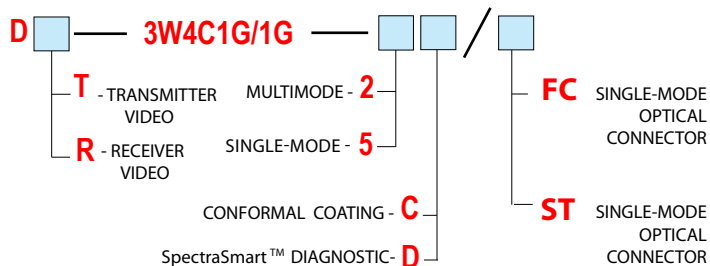 D — 3W4C1G/1G — /
T - TRANSMITTER
VIDEO
R - RECEIVER
VIDEO
MULTIMODE - 2
SINGLE-MODE - 5
CONFORMAL COATING - C
SpectraSmart™ DIAGNOSTIC- D
FC SINGLE-MODE
OPTICAL
CONNECTOR
ST SINGLE-MODE
OPTICAL
CONNECTOR